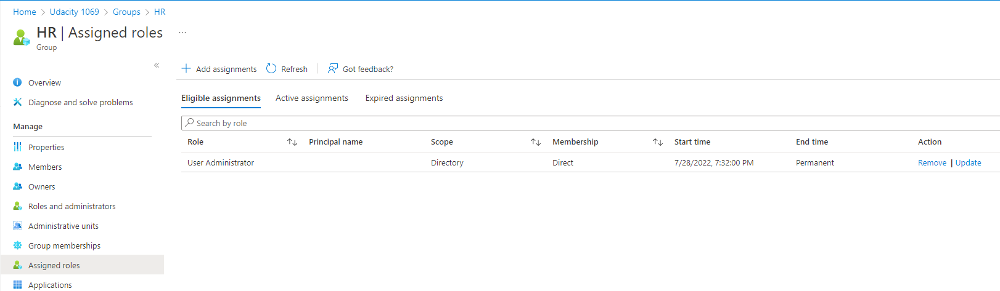 Home > Udacity 1069 > Groups > HR
HR | Assigned roles ...
Group
«
Overview
Diagnose and solve problems
Manage
Properties
Members
Owners
Roles and administrators
Administrative units
Group memberships
Assigned roles
Applications
Add assignments Refresh Got feedback?
Eligible assignments Active assignments Expired assignments
Search by role
Role Principal name Scope Membership Start time End time Action
User Administrator Directory Direct 7/28/2022, 7:32:00 PM Permanent Remove | Update